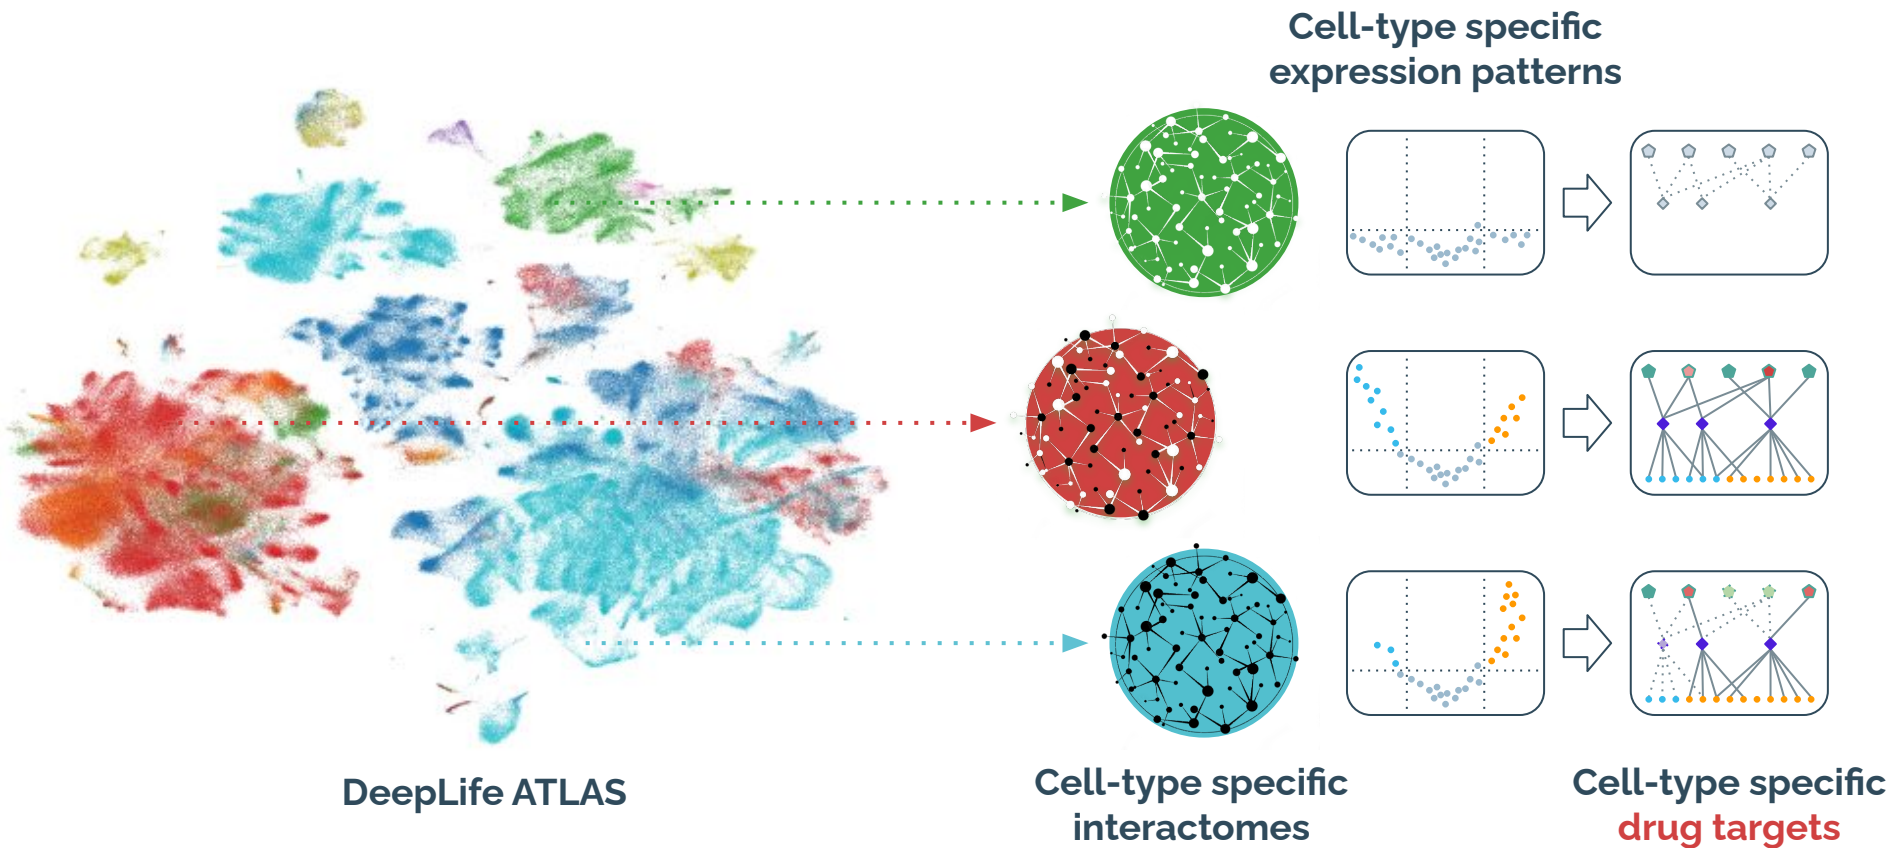 Cell-type specific
expression patterns
DeepLife ATLAS
Cell-type specific
interactomes
Cell-type specific
drug targets